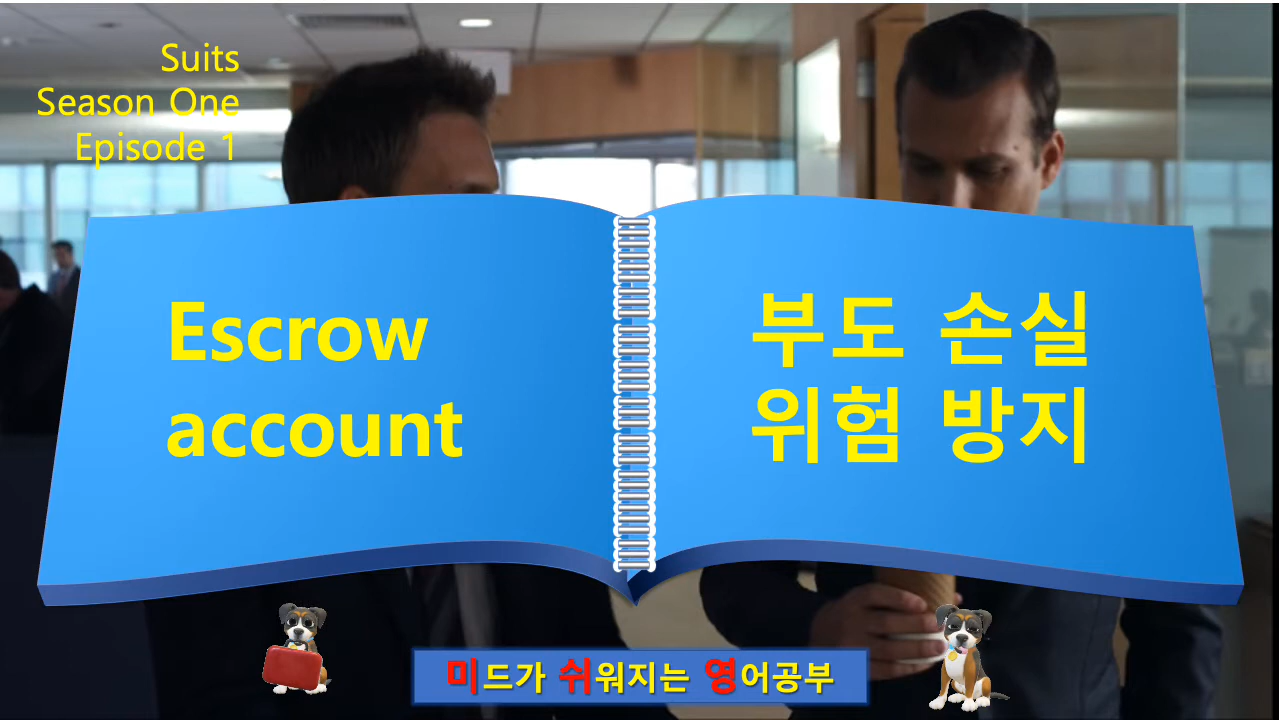 Suits
Season One
Episode 1
Escrow
account
부도 손실
위험 방지
미드가 쉬워지는 영어공부